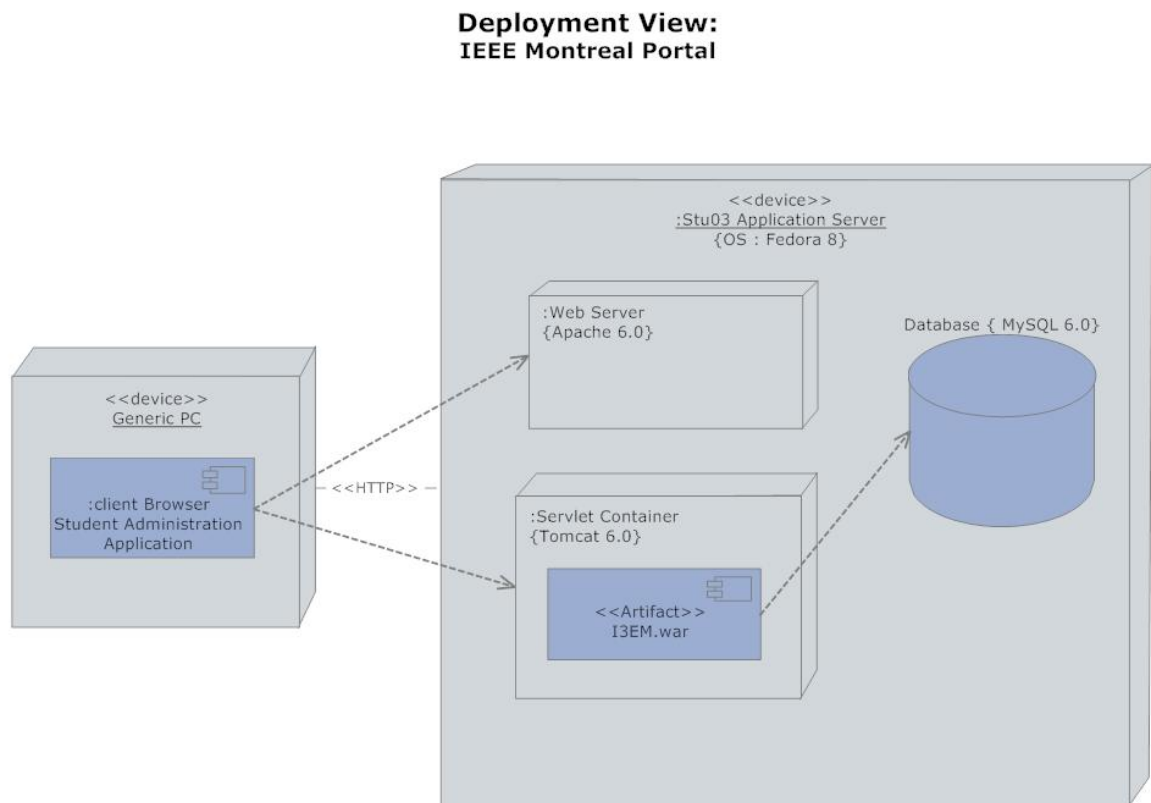 Deployment View:
IEEE Montreal Portal
<<device>>
:Stu03 Application Server
{OS : Fedora 8}
:Web Server
{Apache 6.0}
Database { MySQL 6.0}
<<device>>
Generic PC
:client Browser
Student Administration
Application
<<HTTP>>
:Servlet Container
{Tomcat 6.0}
<<Artifact>>
I3EM.war